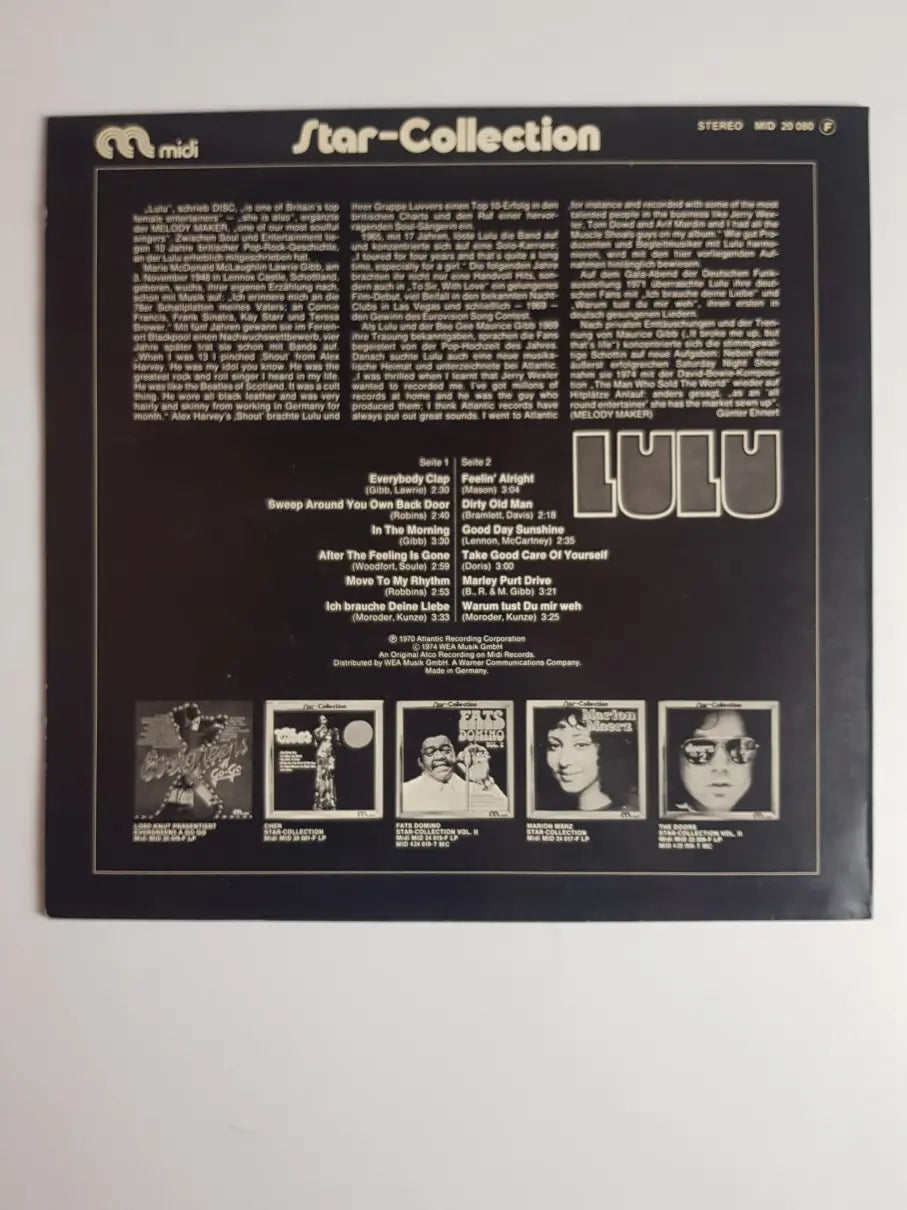 midi
Star-Collection
STEREO MID 20 080 F
„Lulu", schrieb DISC, „is one of Britain's top
female entertainers" — „she is also", ergänzte
der MELODY MAKER, „one of our most soulful
singers". Zwischen Soul und Entertainment lie-
gen 10 Jahre britischer Pop-Rock-Geschichte,
an der Lulu erheblich mitgeschrieben hat.
Marie McDonald McLaughlin Lawrie Gibb, am
3. November 1948 in Lennox Castle, Schottland,
geboren, wuchs, ihrer eigenen Erzählung nach,
schon mit Musik auf: „Ich erinnere mich an die
78er Schallplatten meines Vaters; an Connie
Francis, Frank Sinatra, Kay Starr und Teresa
Brewer." Mit fünf Jahren gewann sie im Ferien-
ort Blackpool einen Nachwuchswettbewerb, vier
Jahre später trat sie schon mit Bands auf.
„When I was 13 I pinched ‚Shout' from Alex
Harvey. He was my idol you know. He was the
greatest rock and roll singer I heard in my life.
He was like the Beatles of Scotland. It was a cult
thing. He wore all black leather and was very
hairy and skinny from working in Germany for
month." Alex Harvey's ‚Shout' brachte Lulu und
ihrer Gruppe Luvvers einen Top 10-Erfolg in den
britischen Charts und den Ruf einer hervor-
ragenden Soul-Sängerin ein.
1965, mit 17 Jahren, löste Lulu die Band auf
und konzentrierte sich auf eine Solo-Karriere:
„I toured for four years and that's quite a long
time, especially for a girl." Die folgenden Jahre
brachten ihr nicht nur eine Handvoll Hits, son-
dern auch in „To Sir, With Love" ein gelungenes
Film-Debut, viel Beifall in den bekannten Nacht-
Clubs in Las Vegas und schließlich — 1969 —
den Gewinn des Eurovision Song Contest.
Als Lulu und der Bee Gee Maurice Gibb 1969
ihre Trauung bekanntgaben, sprachen die Fans
begeistert von der Pop-Hochzeit des Jahres.
Danach suchte Lulu auch eine neue musika-
lische Heimat und unterzeichnete bei Atlantic.
„I was thrilled when I learnt that Jerry Wexler
wanted to recorded me. I've got millons of
records at home and he was the guy who
produced them; I think Atlantic records have
always put out great sounds. I went to Atlantic
for instance and recorded with some of the most
talented people in the business like Jerry Wex-
ler, Tom Dowd and Arif Mardin and I had all the
Muscle Shoals guys on my album." Wie gut Pro-
duzenten und Begleitmusiker mit Lulu harmo-
nieren, wird mit den hier vorliegenden Auf-
nahmen nachdrücklich bewiesen.
Auf dem Gala-Abend der Deutschen Funk-
ausstellung 1971 überraschte Lulu ihre deut-
schen Fans mit „Ich brauche deine Liebe" und
„Warum tust du mir weh", ihren ersten in
deutsch gesungenen Liedern.
Nach privaten Enttäuschungen und der Tren-
nung von Maurice Gibb („It broke me up, but
that's life") konzentrierte sich die stimmgewal-
tige Schottin auf neue Aufgaben: Neben einer
äußerst erfolgreichen Saturday Night Show
nahm sie 1974 mit der David-Bowie-Komposi-
tion „The Man Who Sold The World" wieder auf
Hitplätze Anlauf: anders gesagt, „as an 'all
round entertainer' she has the market sewn up".
(MELODY MAKER) Günter Ehnert
LULU
Seite 1
Everybody Clap
(Gibb, Lawrie) 2:30
Sweep Around You Own Back Door
(Robins) 2:40
In The Morning
(Gibb) 3:30
After The Feeling Is Gone
(Woodfort, Soule) 2:59
Move To My Rhythm
(Robbins) 2:53
Ich brauche Deine Liebe
(Moroder, Kunze) 3:33
Seite 2
Feelin' Alright
(Mason) 3:04
Dirty Old Man
(Bramlett, Davis) 2:18
Good Day Sunshine
(Lennon, McCartney) 2:35
Take Good Care Of Yourself
(Doris) 3:00
Marley Purt Drive
(B., R. & M. Gibb) 3:21
Warum tust Du mir weh
(Moroder, Kunze) 3:25
℗ 1970 Atlantic Recording Corporation
© 1974 WEA Musik GmbH
An Original Atco Recording on Midi Records.
Distributed by WEA Musik GmbH. A Warner Communications Company.
Made in Germany.
Evergreens
A Go-Go
Star-Collection
Cher
Star-Collection
FATS
DOMINO
VOL. II
Star-Collection
Marion
Maerz
Star-Collection
LORD KNUT PRÄSENTIERT
EVERGREENS A GO GO
CHER
STAR-COLLECTION
FATS DOMINO
STAR-COLLECTION VOL. II
MARION MÄRZ
STAR-COLLECTION
THE DOORS
STAR-COLLECTION VOL. II